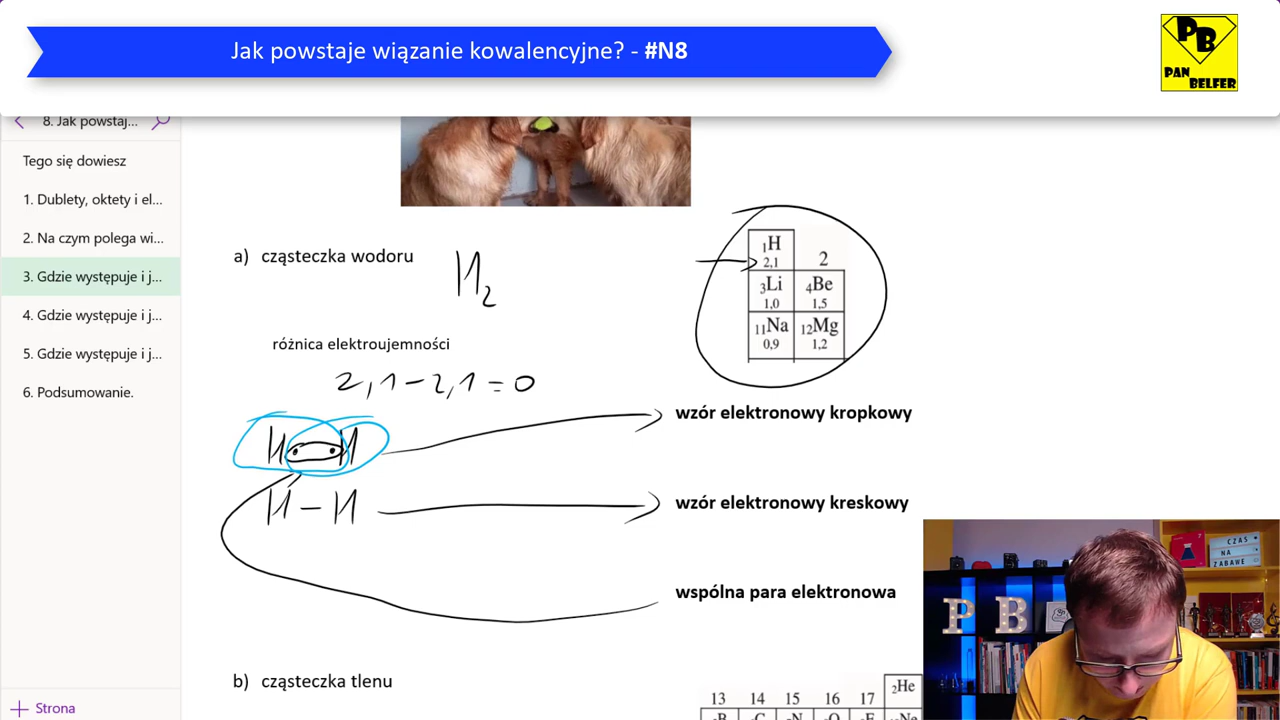 Jak powstaje wiązanie kowalencyjne? - #N8
PB
PAN
BELFER
8. Jak powstaj...
Tego się dowiesz
1. Dublety, oktety i el...
2. Na czym polega wi...
3. Gdzie występuje i j...
4. Gdzie występuje i j...
5. Gdzie występuje i j...
6. Podsumowanie.
Strona
a) cząsteczka wodoru
H2
1H
2,1
2
3Li
1,0
4Be
1,5
11Na
0,9
12Mg
1,2
różnica elektroujemności
2,1 - 2,1 = 0
H : H
wzór elektronowy kropkowy
H - H
wzór elektronowy kreskowy
wspólna para elektronowa
b) cząsteczka tlenu
13 14 15 16 17
2He
CZAS
NA
ZABAWE
P B